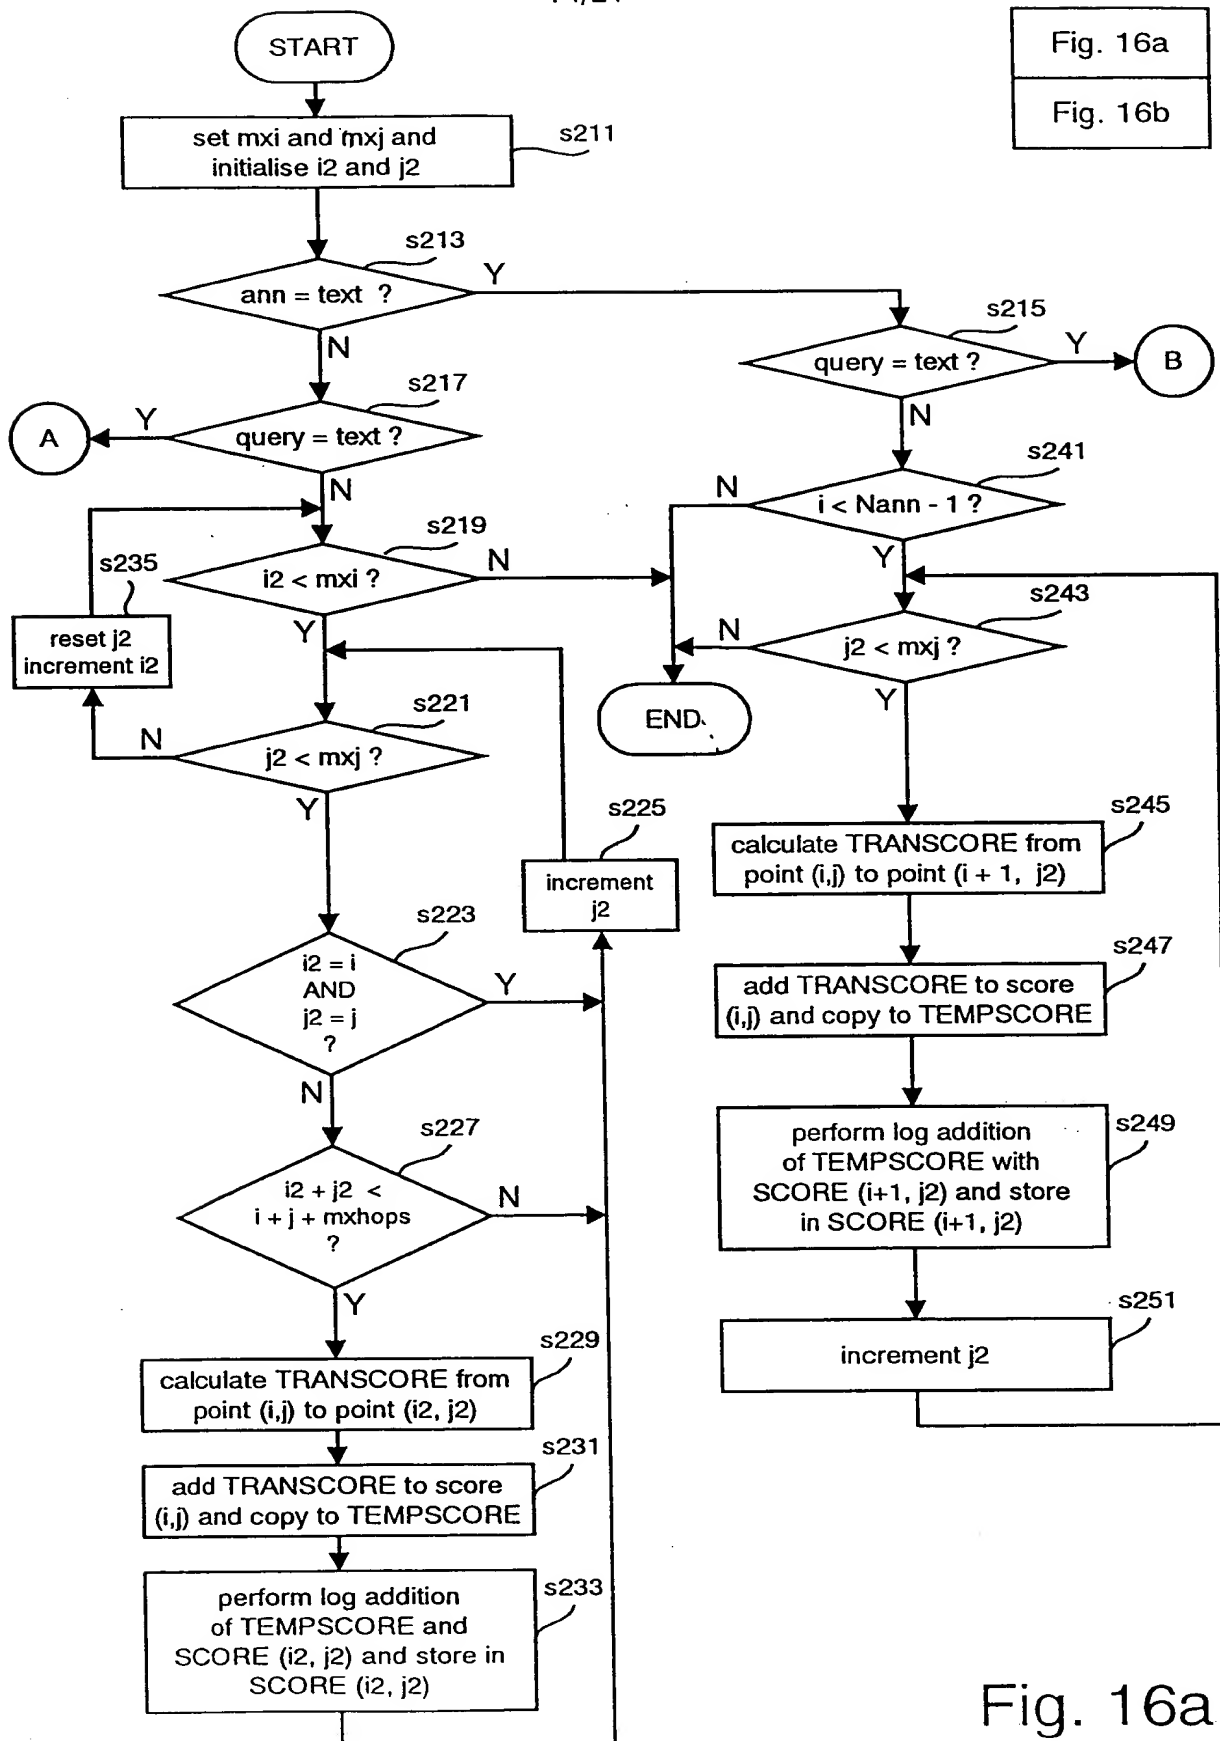 START
Fig. 16a
Fig. 16b
set mxi and mxj and
initialise i2 and j2
s211
s213
ann = text ?
Y
N
s215
query = text ?
Y
B
N
s217
query = text ?
Y
A
N
s241
i < Nann - 1 ?
N
Y
s219
i2 < mxi ?
N
Y
s235
reset j2
increment i2
s243
j2 < mxj ?
N
Y
END
s221
j2 < mxj ?
N
Y
s225
increment
j2
s245
calculate TRANSCORE from
point (i,j) to point (i + 1, j2)
s223
i2 = i
AND
j2 = j
?
Y
N
s247
add TRANSCORE to score
(i,j) and copy to TEMPSCORE
s227
i2 + j2 <
i + j + mxhops
?
N
Y
s249
perform log addition
of TEMPSCORE with
SCORE (i+1, j2) and store
in SCORE (i+1, j2)
s251
increment j2
s229
calculate TRANSCORE from
point (i,j) to point (i2, j2)
s231
add TRANSCORE to score
(i,j) and copy to TEMPSCORE
s233
perform log addition
of TEMPSCORE and
SCORE (i2, j2) and store in
SCORE (i2, j2)
Fig. 16a